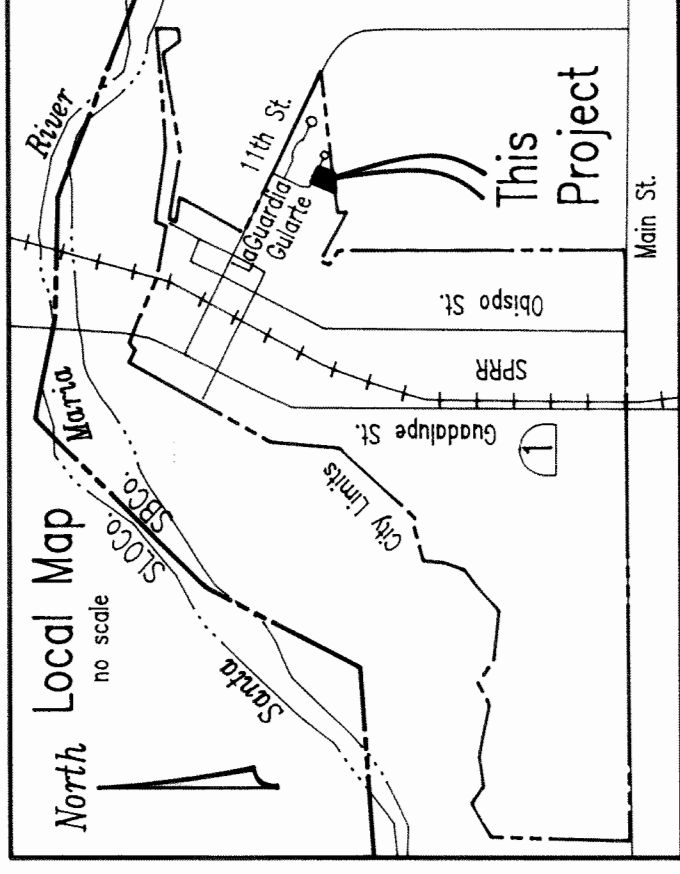 North
Local Map
no scale
River
Maria
Santa
SLOCo.
SBCo.
11th St.
LaGuardia
Gularte
This
Project
City Limits
Guadalupe St.
1
SPRR
Obispo St.
Main St.